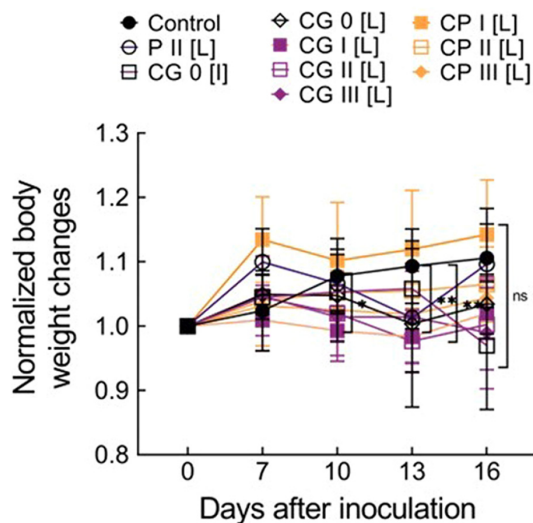 Control
P II [L]
CG 0 [I]
CG 0 [L]
CG I [L]
CG II [L]
CG III [L]
CP I [L]
CP II [L]
CP III [L]
Normalized body
weight changes
1.3
1.2
1.1
1.0
0.9
0.8
*
**
**
ns
0 7 10 13 16
Days after inoculation